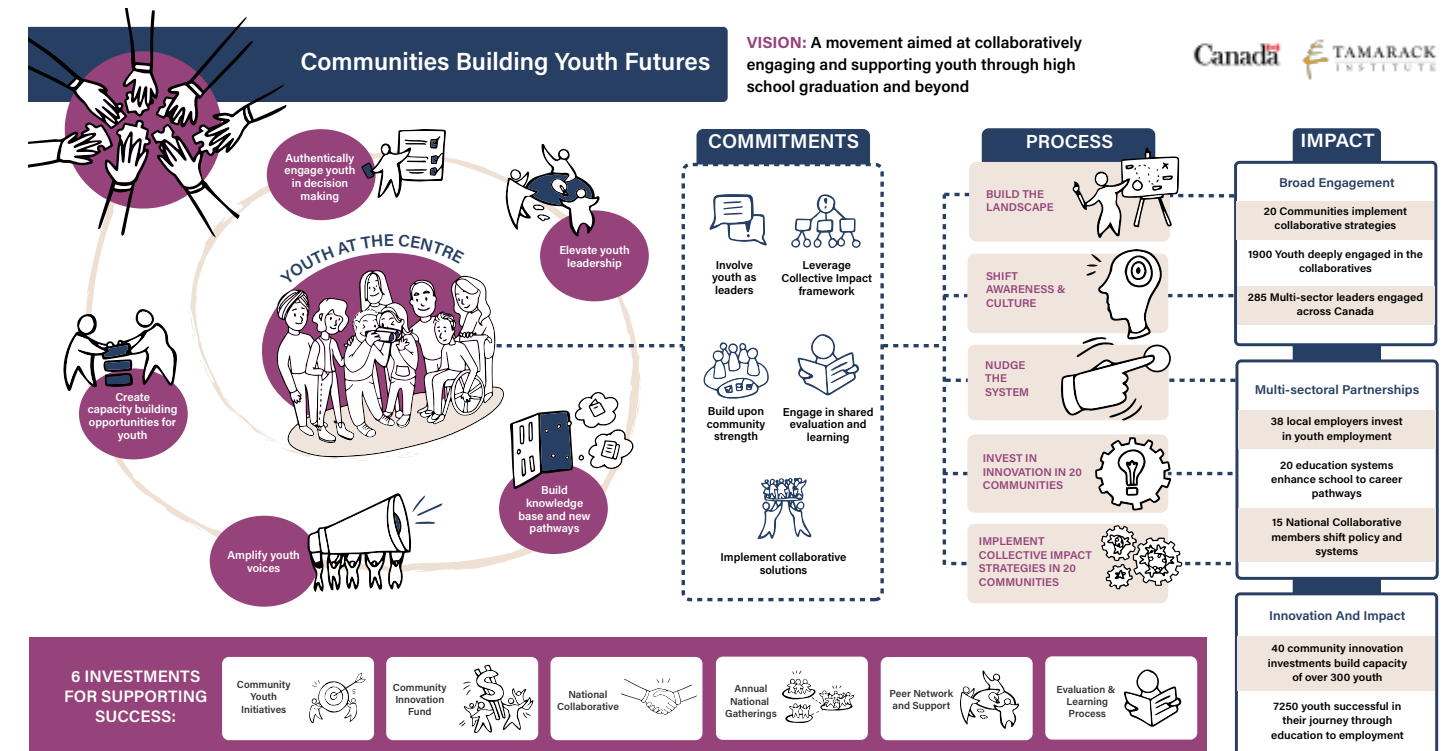 Communities Building Youth Futures
VISION: A movement aimed at collaboratively
engaging and supporting youth through high
school graduation and beyond
Canada
TAMARACK
INSTITUTE
Authentically
engage youth
in decision
making
Elevate youth
leadership
YOUTH AT THE CENTRE
Create
capacity building
opportunities for
youth
Build
knowledge
base and new
pathways
Amplify youth
voices
COMMITMENTS
Involve
youth as
leaders
Leverage
Collective Impact
framework
Build upon
community
strength
Engage in shared
evaluation and
learning
Implement collaborative
solutions
PROCESS
BUILD THE
LANDSCAPE
SHIFT
AWARENESS &
CULTURE
NUDGE
THE
SYSTEM
INVEST IN
INNOVATION IN 20
COMMUNITIES
IMPLEMENT
COLLECTIVE IMPACT
STRATEGIES IN 20
COMMUNITIES
IMPACT
Broad Engagement
20 Communities implement
collaborative strategies
1900 Youth deeply engaged in the
collaboratives
285 Multi-sector leaders engaged
across Canada
Multi-sectoral Partnerships
38 local employers invest
in youth employment
20 education systems
enhance school to career
pathways
15 National Collaborative
members shift policy and
systems
Innovation And Impact
40 community innovation
investments build capacity
of over 300 youth
7250 youth successful in
their journey through
education to employment
6 INVESTMENTS
FOR SUPPORTING
SUCCESS:
Community
Youth
Initiatives
Community
Innovation
Fund
National
Collaborative
Annual
National
Gatherings
Peer Network
and Support
Evaluation &
Learning
Process